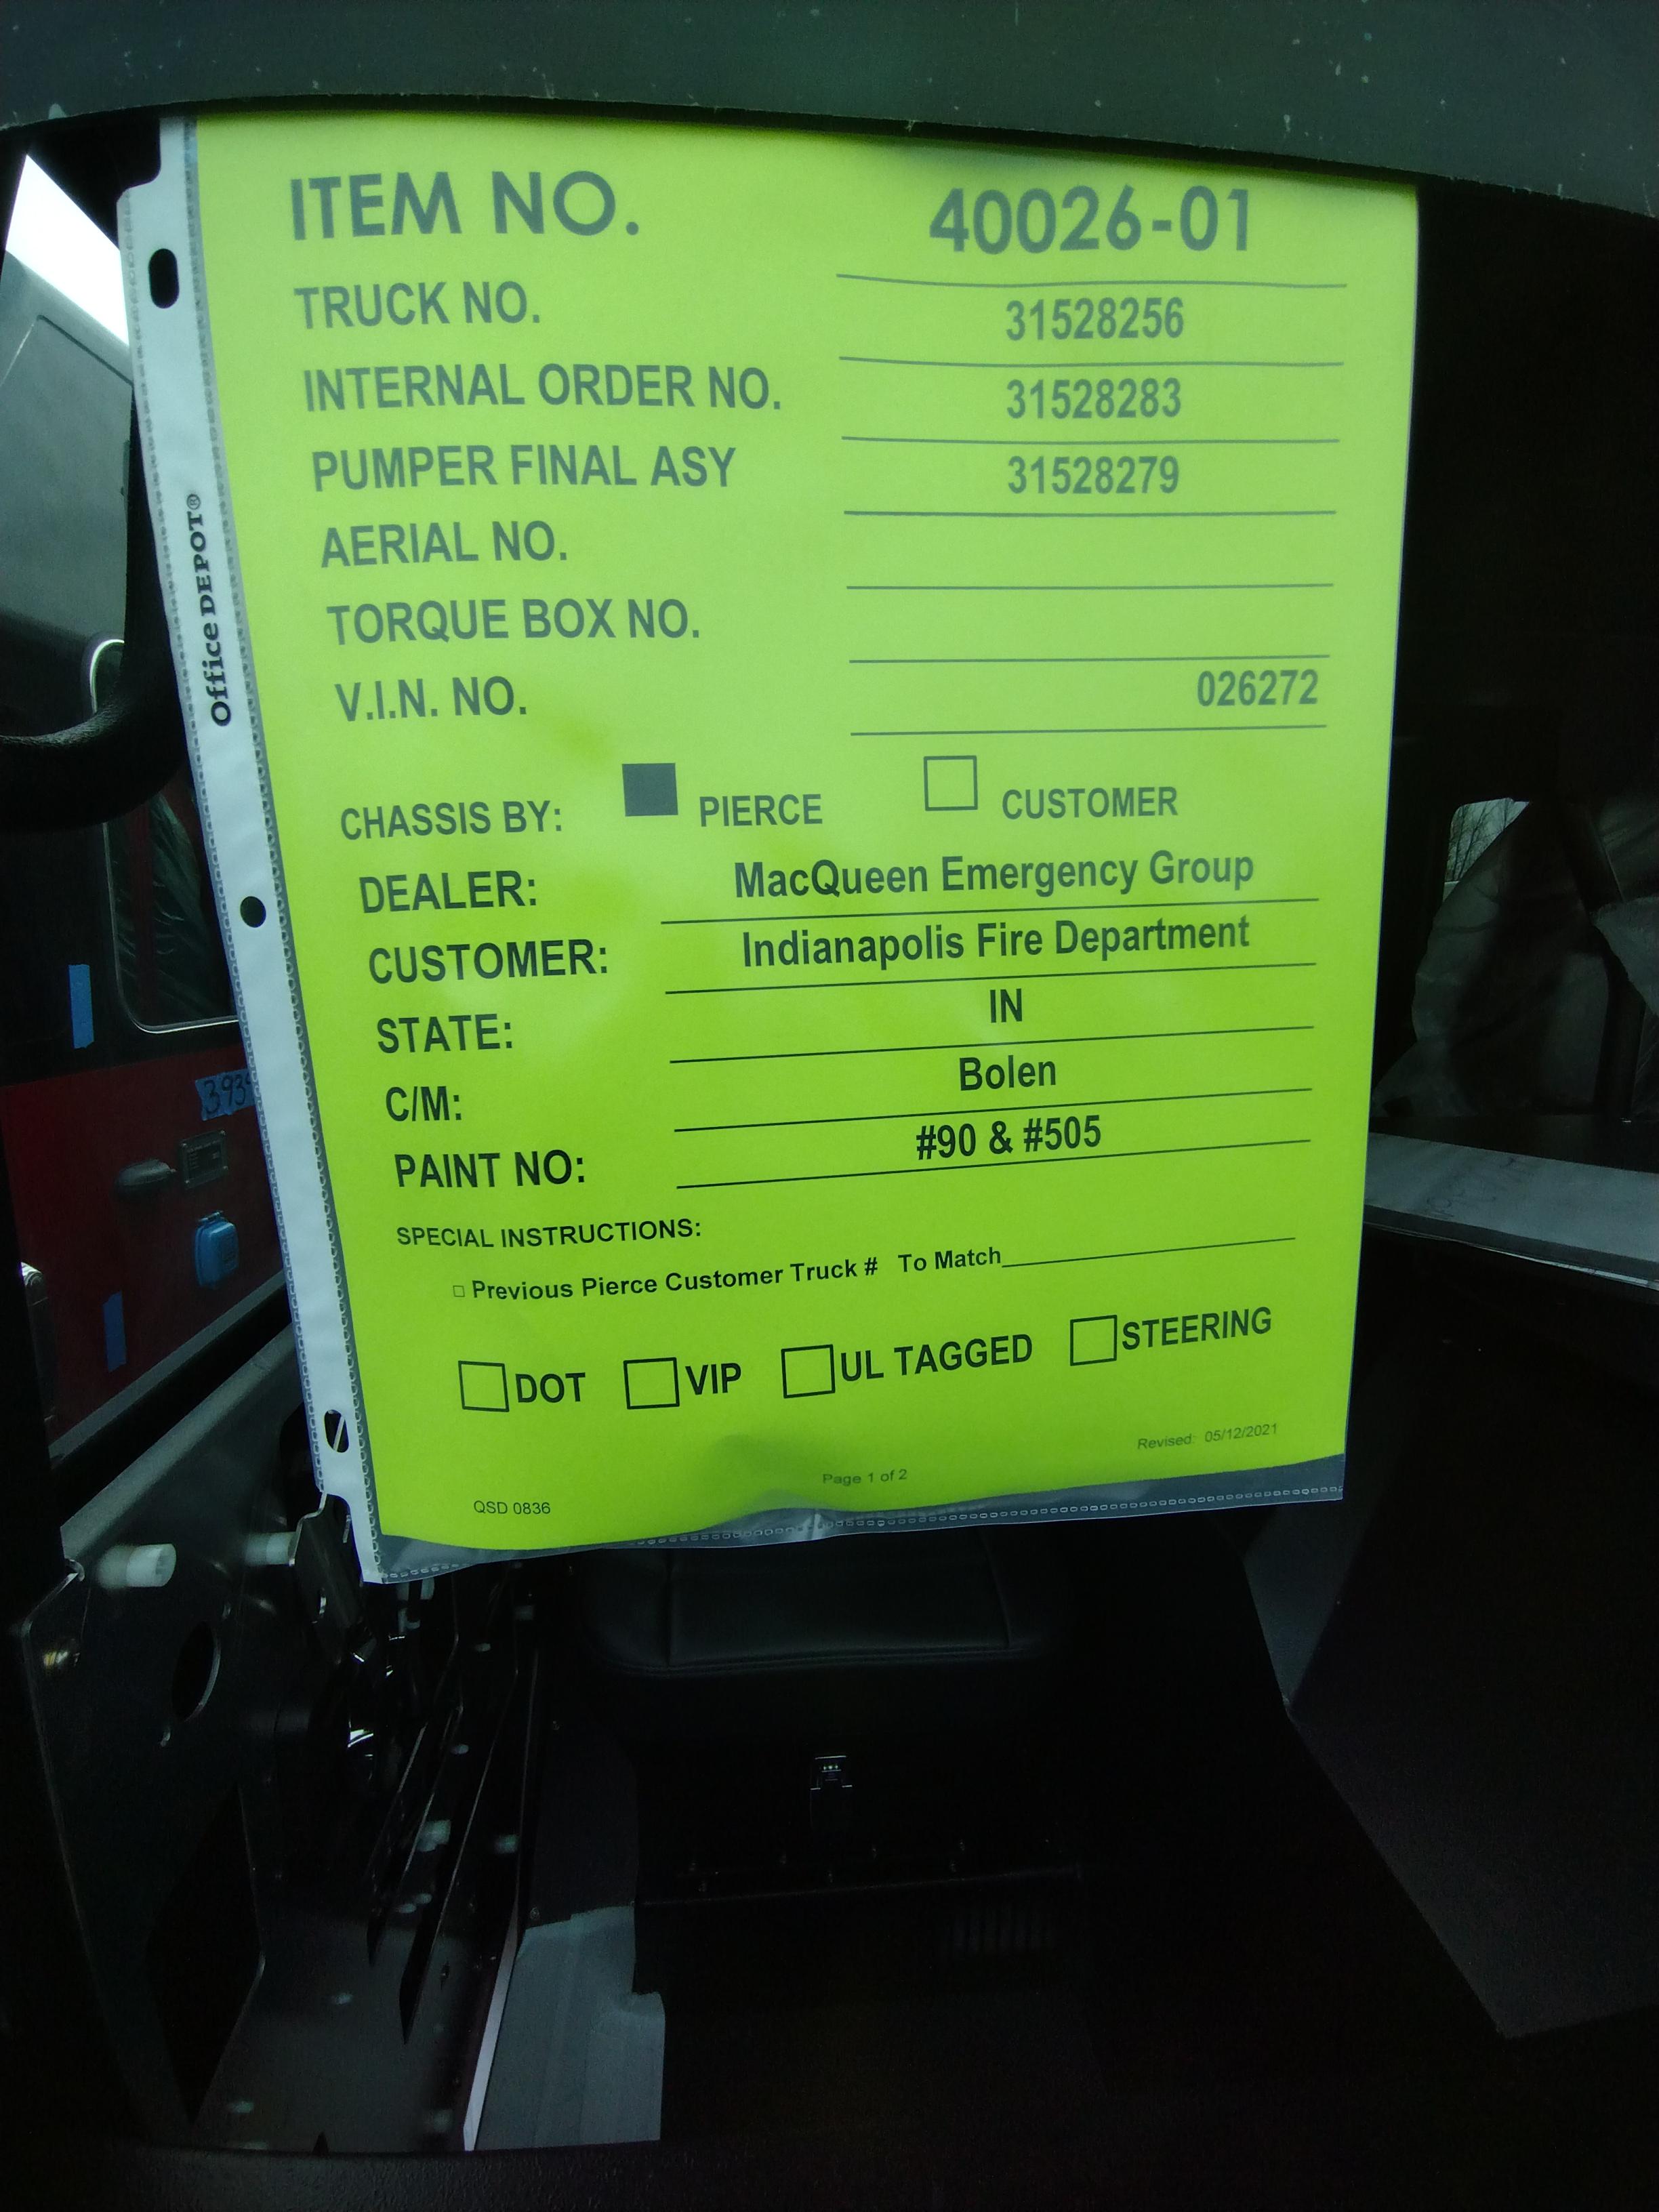 ITEM NO. 40026-01
TRUCK NO. 31528256
INTERNAL ORDER NO. 31528283
PUMPER FINAL ASY 31528279
AERIAL NO.
TORQUE BOX NO.
V.I.N. NO. 026272
CHASSIS BY: PIERCE CUSTOMER
DEALER: MacQueen Emergency Group
CUSTOMER: Indianapolis Fire Department
STATE: IN
C/M: Bolen
PAINT NO: #90 & #505
SPECIAL INSTRUCTIONS:
Previous Pierce Customer Truck # To Match
DOT VIP UL TAGGED STEERING
Revised: 05/12/2021
Page 1 of 2
QSD 0836
Office DEPOT®